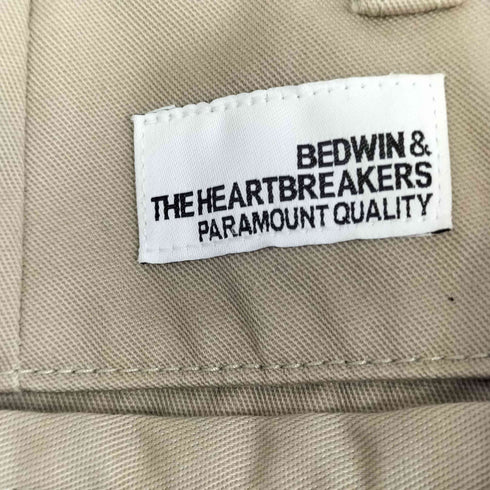 BEDWIN &
THE HEARTBREAKERS
PARAMOUNT QUALITY